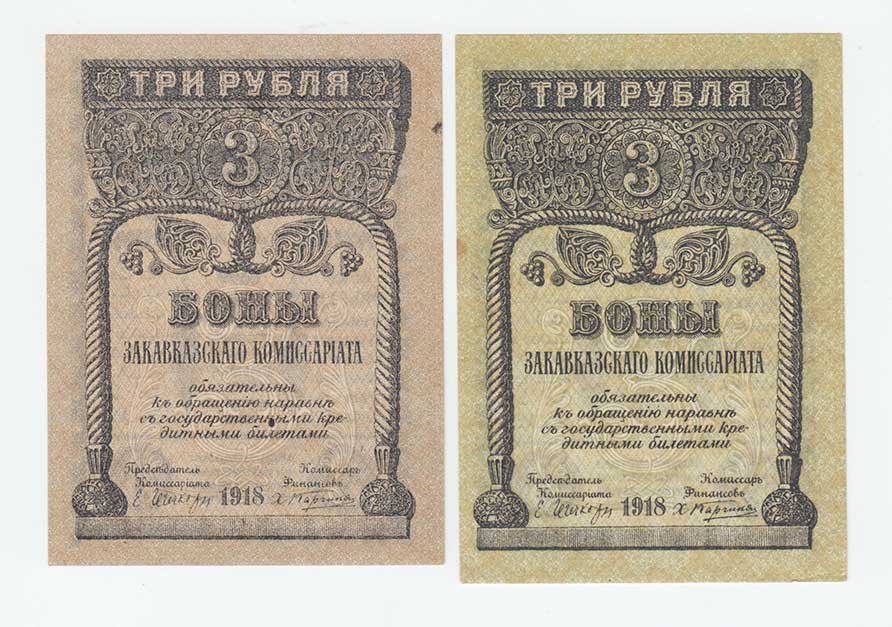 ТРИ РУБЛЯ
3
БОНЫ
ЗАКАВКАЗСКАГО КОМИССАРІАТА
обязательны
къ обращенію наравнѣ
съ государственными кре-
дитными билетами
Предсѣдатель Комиссаръ
Комиссаріата Финансовъ
1918
ТРИ РУБЛЯ
3
БОНЫ
ЗАКАВКАЗСКАГО КОМИССАРІАТА
обязательны
къ обращенію наравнѣ
съ государственными кре-
дитными билетами
Предсѣдатель Комиссаръ
Комиссаріата Финансовъ
1918